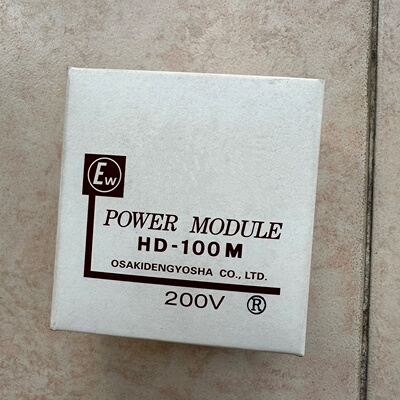 Ew
POWER MODULE
HD-100M
OSAKIDENGYOSHA CO., LTD.
200V ®